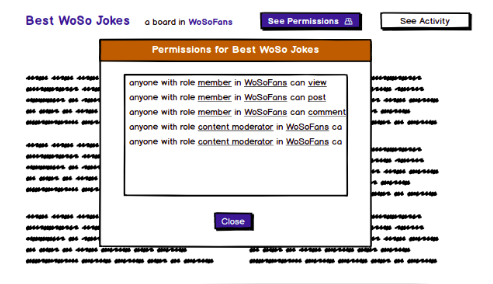 Best WoSo Jokes a board in WoSoFans See Permissions See Activity
Permissions for Best WoSo Jokes
anyone with role member in WoSoFans can view
anyone with role member in WoSoFans can post
anyone with role member in WoSoFans can comment
anyone with role content moderator in WoSoFans ca
anyone with role content moderator in WoSoFans ca
Close